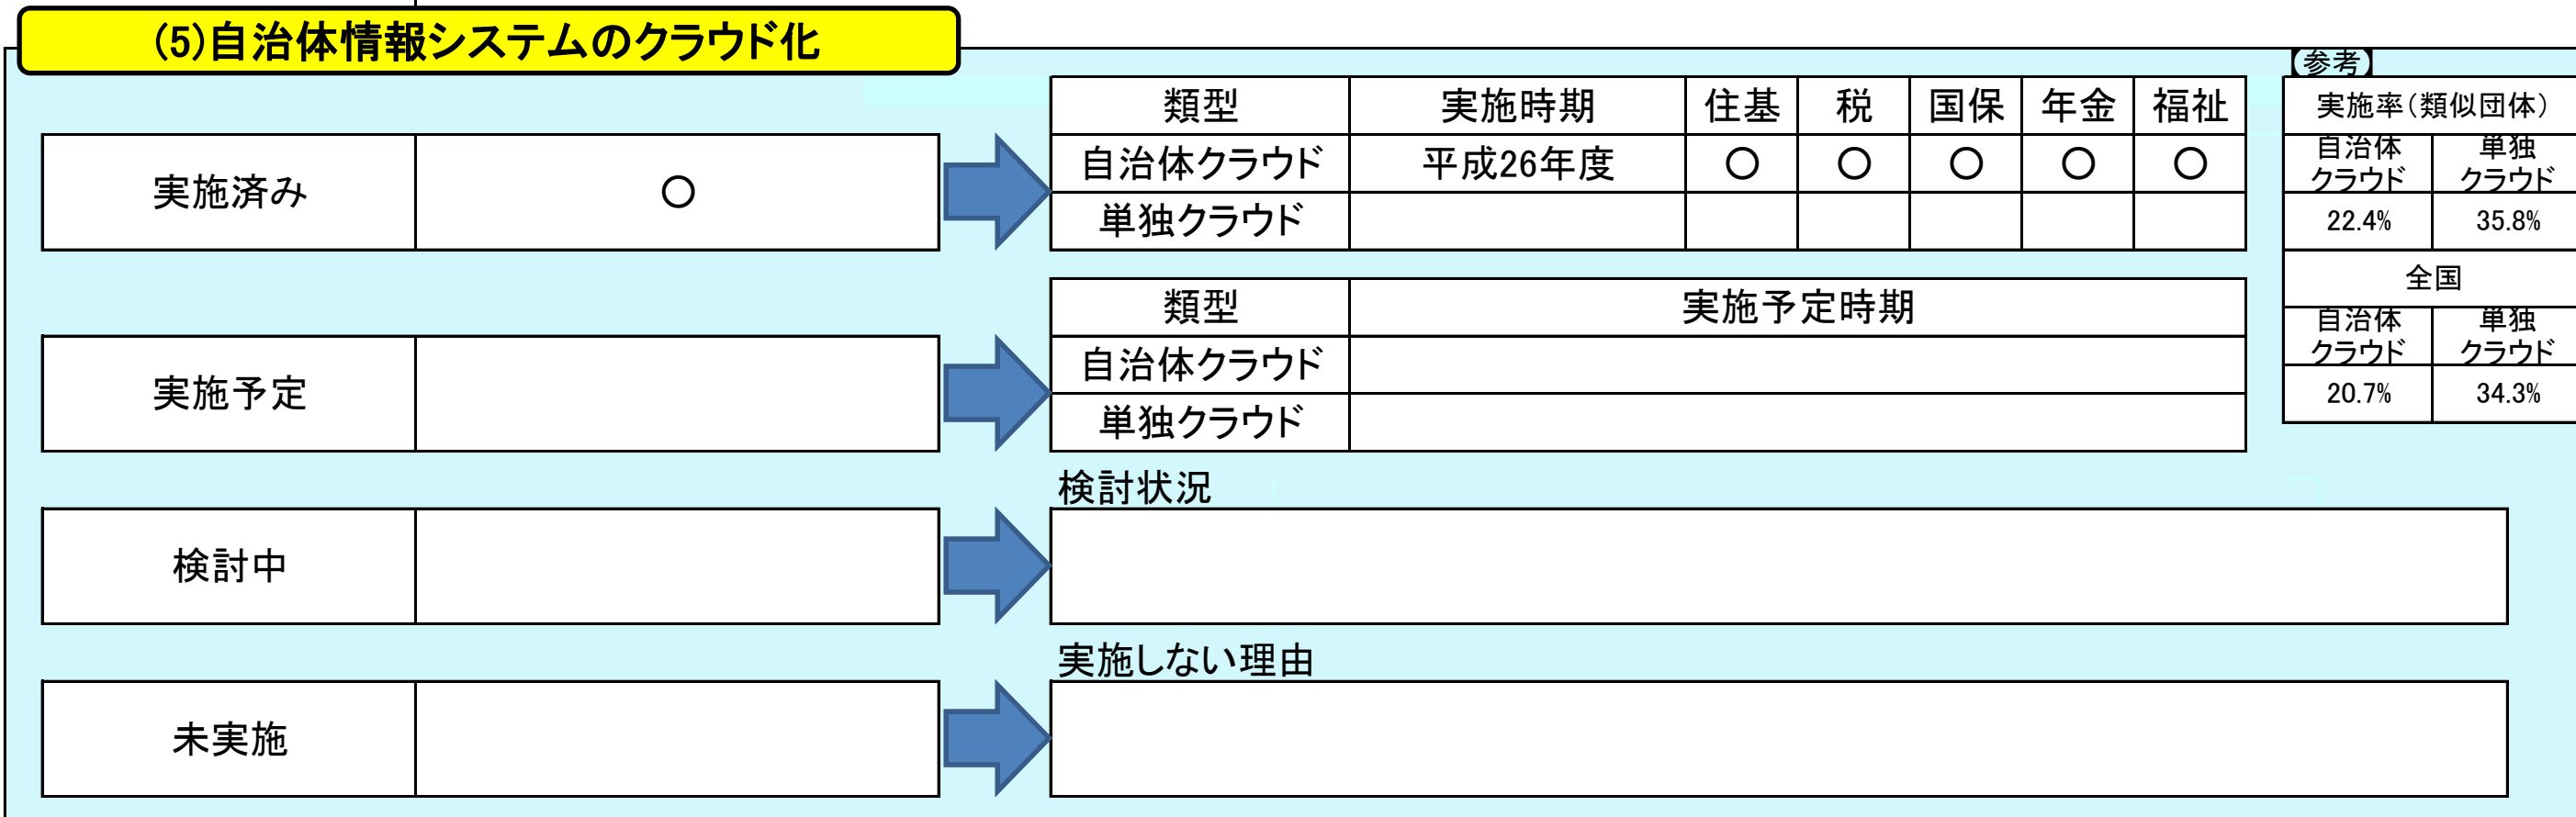 (5)自治体情報システムのクラウド化
【参考】
類型 実施時期 住基 税 国保 年金 福祉
実施済み ○
自治体クラウド 平成26年度 ○ ○ ○ ○ ○
単独クラウド
実施率(類似団体)
自治体クラウド 単独クラウド
22.4% 35.8%
全国
自治体クラウド 単独クラウド
20.7% 34.3%
実施予定
類型 実施予定時期
自治体クラウド
単独クラウド
検討状況
検討中
実施しない理由
未実施